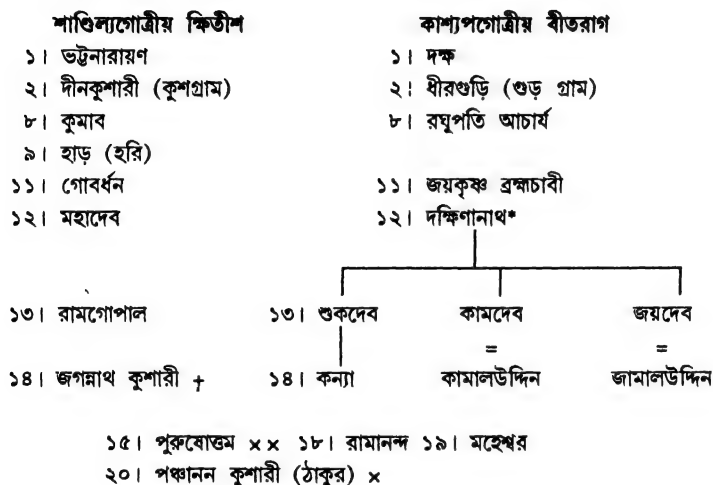 শাণ্ডিল্যগোত্রীয় ক্ষিতীশ কাশ্যপগোত্রীয় বীতরাগ
১। ভট্টনারায়ণ ১। দক্ষ
২। দীনকুশারী (কুশগ্রাম) ২। ধীরগুড়ি (গুড় গ্রাম)
৮। কুমাব ৮। রঘুপতি আচার্য
৯। হাড় (হরি)
১১। গোবর্ধন ১১। জয়কৃষ্ণ ব্রহ্মচাবী
১২। মহাদেব ১২। দক্ষিণানাথ*
১৩। রামগোপাল ১৩। শুকদেব কামদেব জয়দেব
= =
১৪। জগন্নাথ কুশারী + ১৪। কন্যা কামালউদ্দিন জামালউদ্দিন
১৫। পুরুষোত্তম × × ১৮। রামানন্দ ১৯। মহেশ্বর
২০। পঞ্চানন কুশারী (ঠাকুর) ×